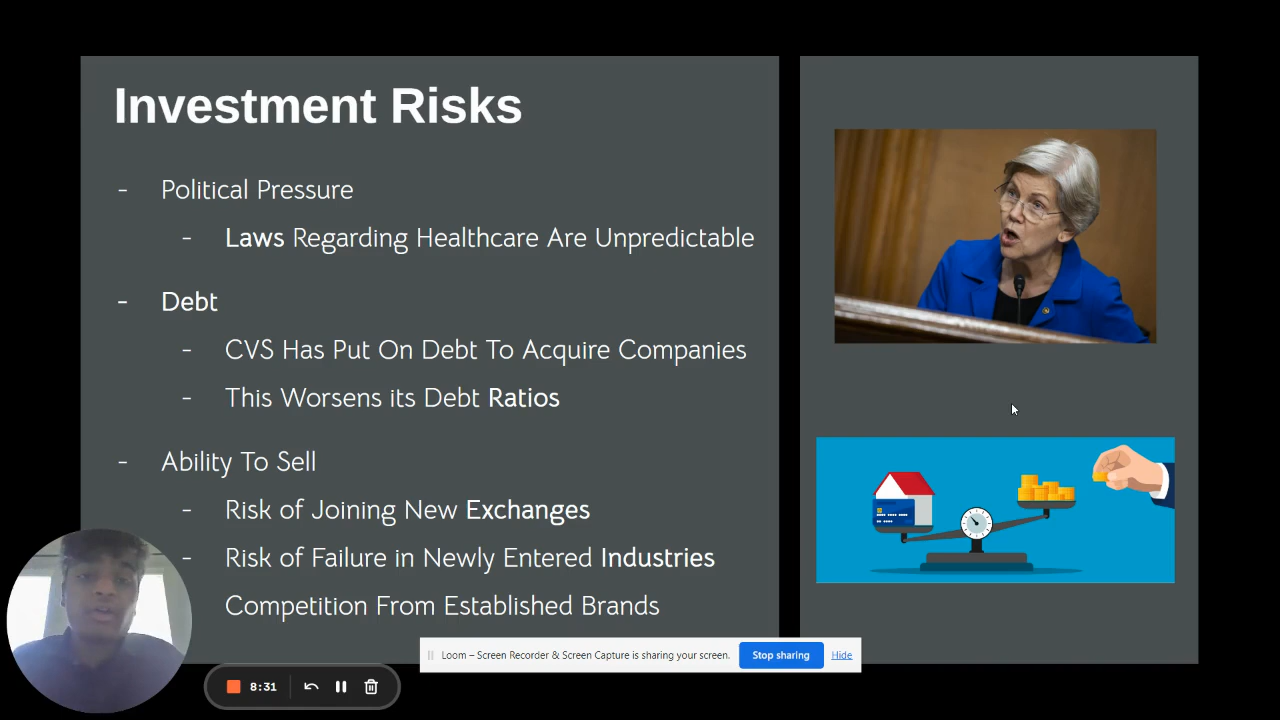 Investment Risks
- Political Pressure
- Laws Regarding Healthcare Are Unpredictable
- Debt
- CVS Has Put On Debt To Acquire Companies
- This Worsens its Debt Ratios
- Ability To Sell
- Risk of Joining New Exchanges
- Risk of Failure in Newly Entered Industries
Competition From Established Brands
Loom – Screen Recorder & Screen Capture is sharing your screen. Stop sharing Hide
8:31